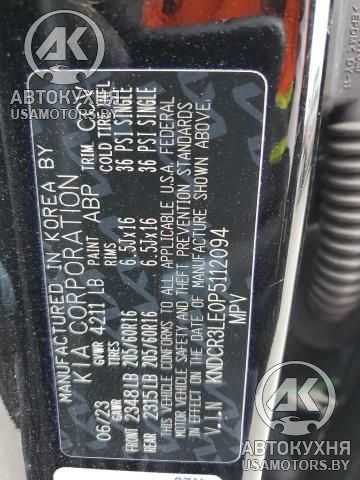 AK
АВТОКУХНЯ
USAMOTORS.BY
MANUFACTURED IN KOREA BY
KIA CORPORATION
06/23 GVWR 4211 LB PAINT ABP TRIM
GAWR TIRES RIMS COLD TIRE
FRONT 2348LB 205/60R16 6.5Jx16 36 PSI SINGLE
REAR 2315LB 205/60R16 6.5Jx16 36 PSI SINGLE
THIS VEHICLE CONFORMS TO ALL APPLICABLE U.S.A. FEDERAL
MOTOR VEHICLE SAFETY AND THEFT PREVENTION STANDARDS
IN EFFECT ON THE DATE OF MANUFACTURE SHOWN ABOVE.
V.I.N KNDCR3LE0P5112094
MPV
AK
АВТОКУХНЯ
USAMOTORS.BY